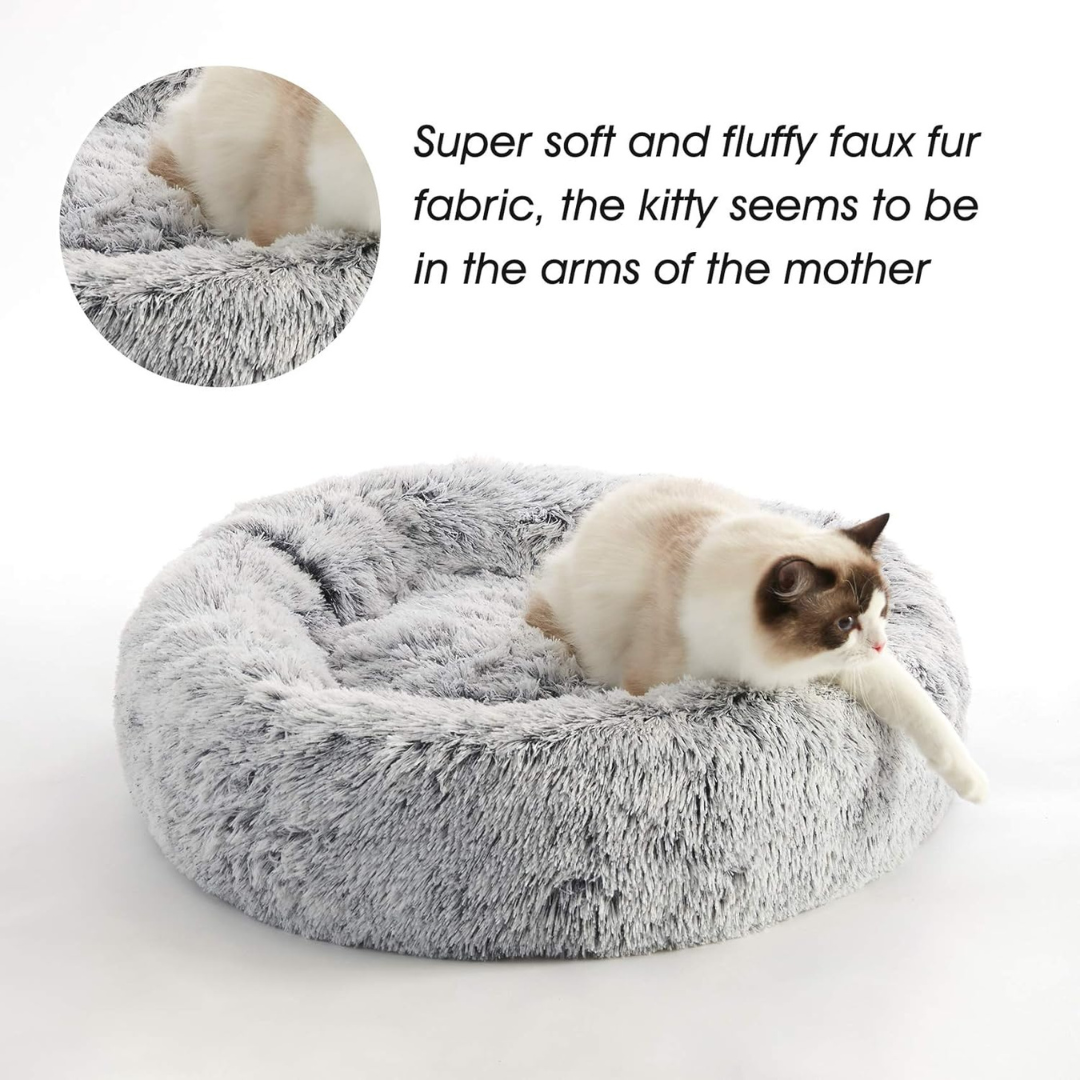 Super soft and fluffy faux fur
fabric, the kitty seems to be
in the arms of the mother